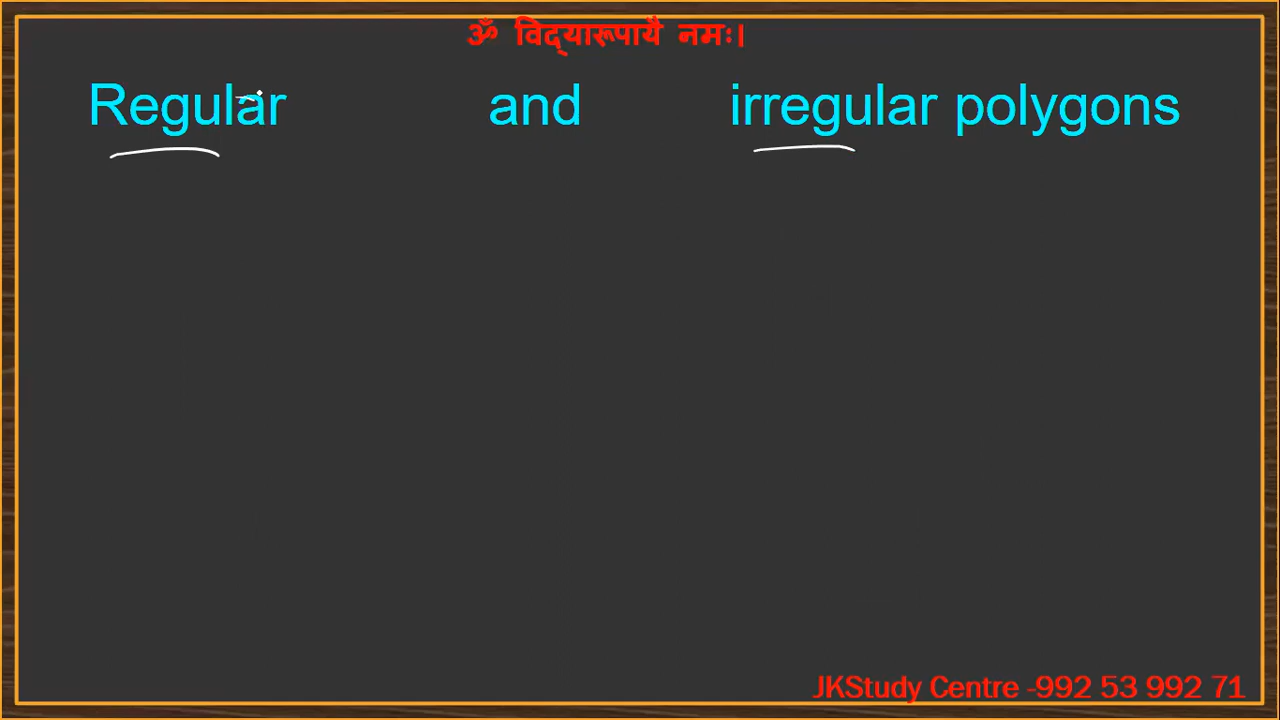 ॐ विद्यारूपायै नमः।
Regular and irregular polygons
JKStudy Centre -992 53 992 71